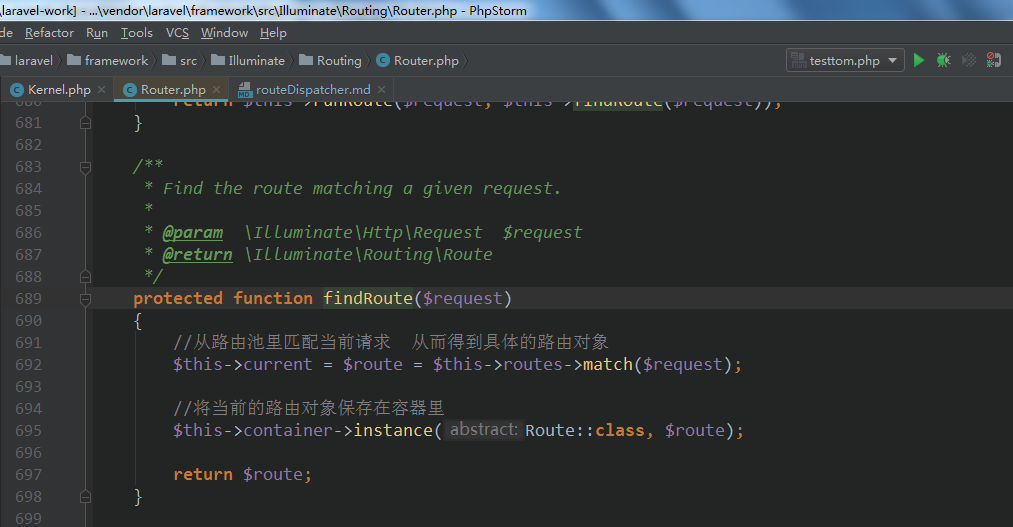 \laravel-work] - ...\vendor\laravel\framework\src\Illuminate\Routing\Router.php - PhpStorm
de Refactor Run Tools VCS Window Help
laravel framework src Illuminate Routing Router.php testtom.php
Kernel.php Router.php routeDispatcher.md
680 return $this->runRoute($request, $this->findRoute($request));
681 }
682
683 /**
684 * Find the route matching a given request.
685 *
686 * @param \Illuminate\Http\Request $request
687 * @return \Illuminate\Routing\Route
688 */
689 protected function findRoute($request)
690 {
691 //从路由池里匹配当前请求 从而得到具体的路由对象
692 $this->current = $route = $this->routes->match($request);
693
694 //将当前的路由对象保存在容器里
695 $this->container->instance( abstract: Route::class, $route);
696
697 return $route;
698 }
699